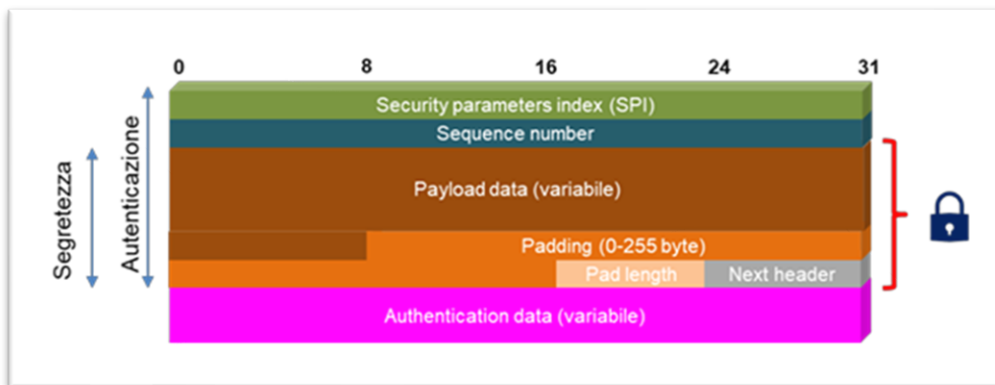 0 8 16 24 31
Security parameters index (SPI)
Sequence number
Payload data (variabile)
Padding (0-255 byte)
Pad length Next header
Authentication data (variabile)
Segretezza
Autenticazione